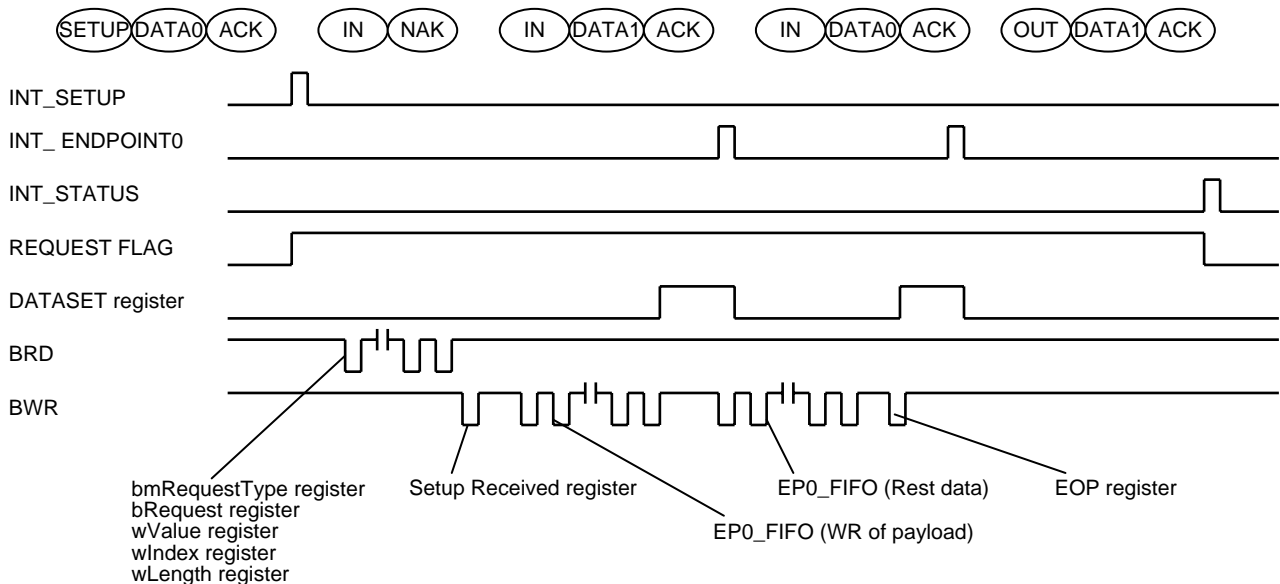 SETUP DATA0 ACK IN NAK IN DATA1 ACK IN DATA0 ACK OUT DATA1 ACK
INT_SETUP
INT_ ENDPOINT0
INT_STATUS
REQUEST FLAG
DATASET register
BRD
BWR
bmRequestType register
bRequest register
wValue register
wIndex register
wLength register
Setup Received register
EP0_FIFO (WR of payload)
EP0_FIFO (Rest data)
EOP register